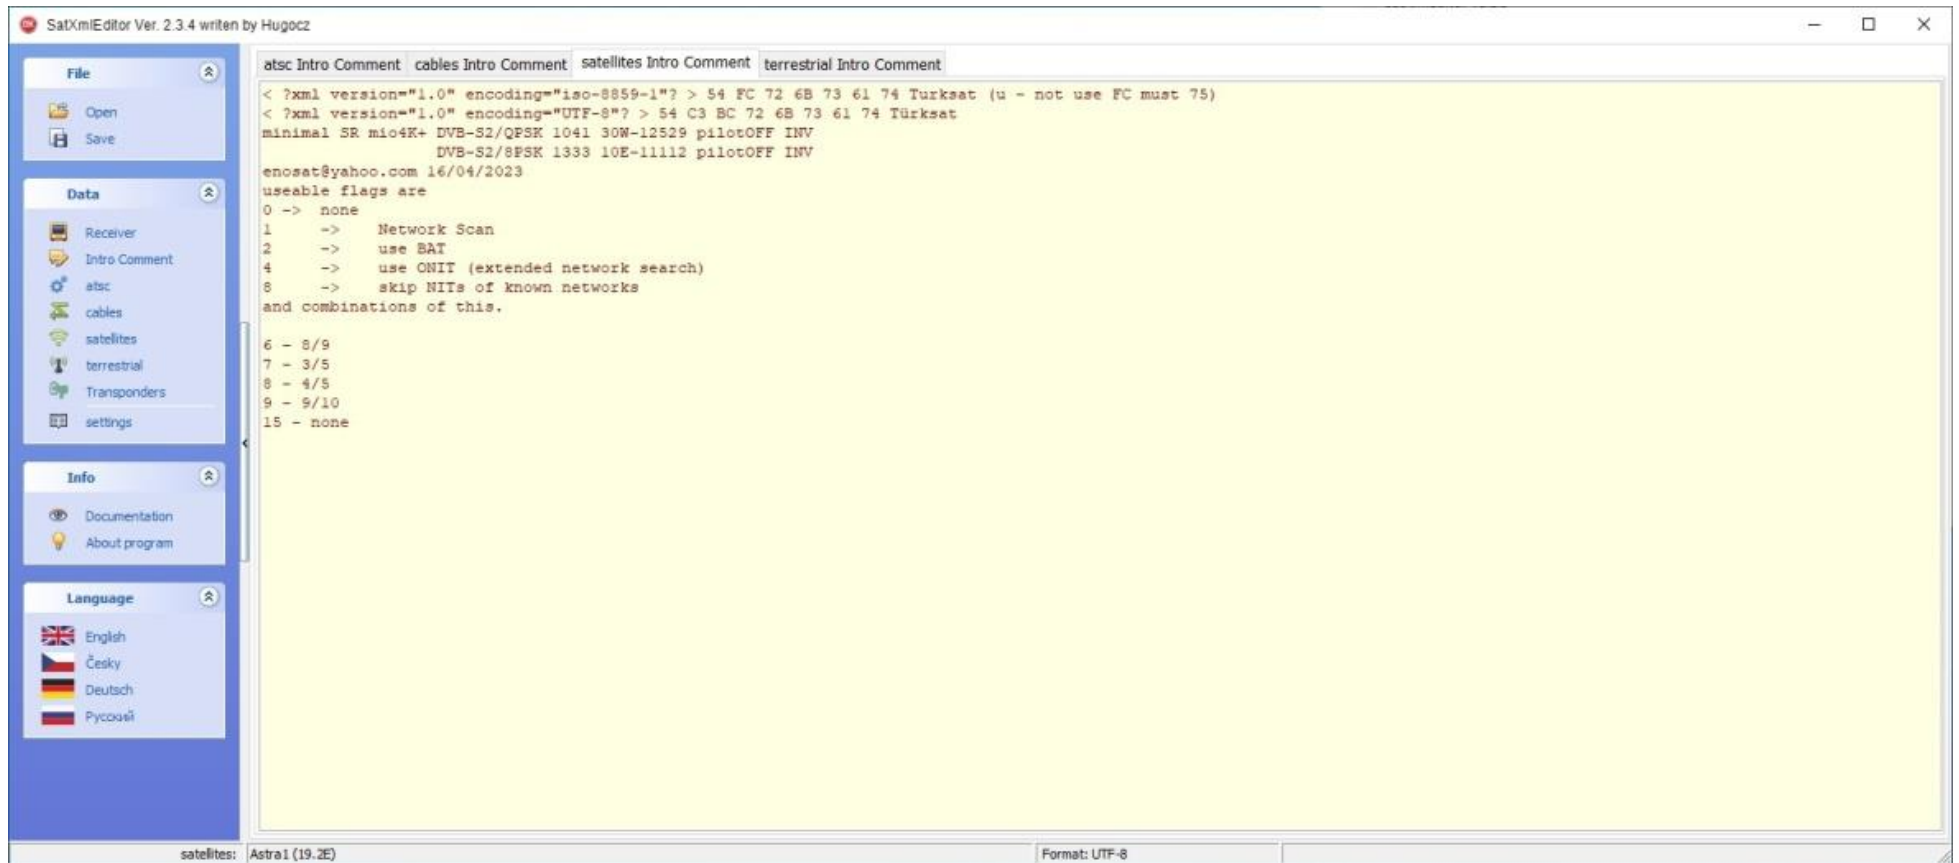 SatXmlEditor Ver. 2.3.4 writen by Hugocz
File
Open
Save
Data
Receiver
Intro Comment
atsc
cables
satellites
terrestrial
Transponders
settings
Info
Documentation
About program
Language
English
Česky
Deutsch
Русский
atsc Intro Comment cables Intro Comment satellites Intro Comment terrestrial Intro Comment
< ?xml version="1.0" encoding="iso-8859-1"? > 54 FC 72 6B 73 61 74 Turksat (u - not use FC must 75)
< ?xml version="1.0" encoding="UTF-8"? > 54 C3 BC 72 6B 73 61 74 Türksat
minimal SR mio4K+ DVB-S2/QPSK 1041 30W-12529 pilotOFF INV
DVB-S2/8PSK 1333 10E-11112 pilotOFF INV
enosat@yahoo.com 16/04/2023
useable flags are
0 -> none
1 -> Network Scan
2 -> use BAT
4 -> use ONIT (extended network search)
8 -> skip NITs of known networks
and combinations of this.
6 - 8/9
7 - 3/5
8 - 4/5
9 - 9/10
15 - none
satellites: Astra1 (19.2E) Format: UTF-8